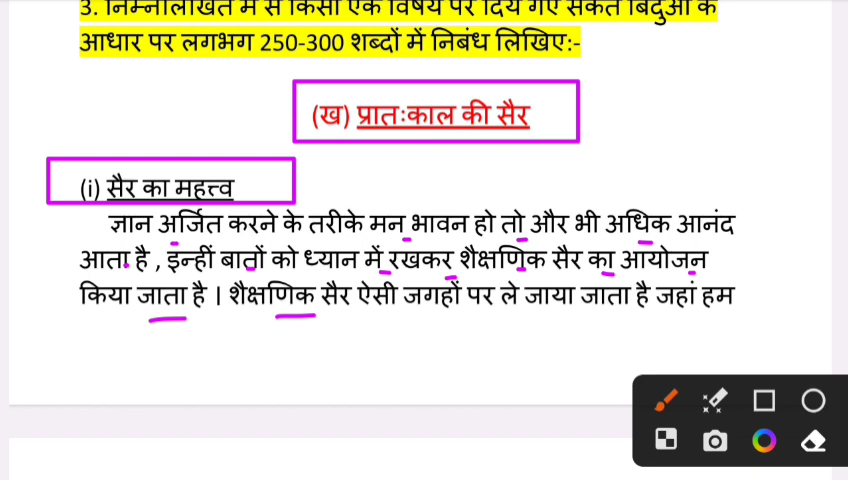 3. निम्नलिखित में से किसी एक विषय पर दिये गए संकेत बिंदुओं के
आधार पर लगभग 250-300 शब्दों में निबंध लिखिए:-
(ख) प्रातःकाल की सैर
(i) सैर का महत्त्व
ज्ञान अर्जित करने के तरीके मन भावन हो तो और भी अधिक आनंद
आता है , इन्हीं बातों को ध्यान में रखकर शैक्षणिक सैर का आयोजन
किया जाता है । शैक्षणिक सैर ऐसी जगहों पर ले जाया जाता है जहां हम